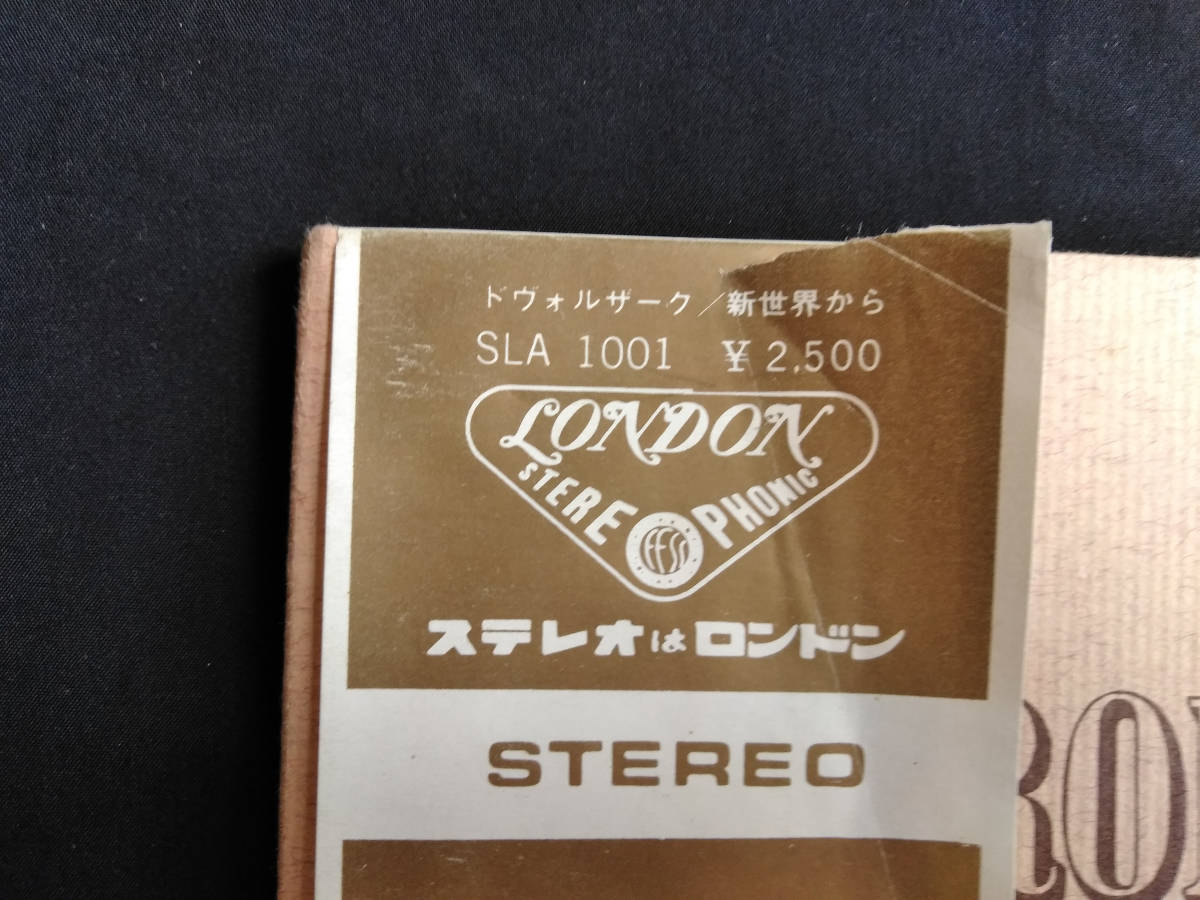 ドヴォルザーク／新世界から
SLA 1001 ¥2,500
LONDON
STEREOPHONIC
FFSS
ステレオはロンドン
STEREO